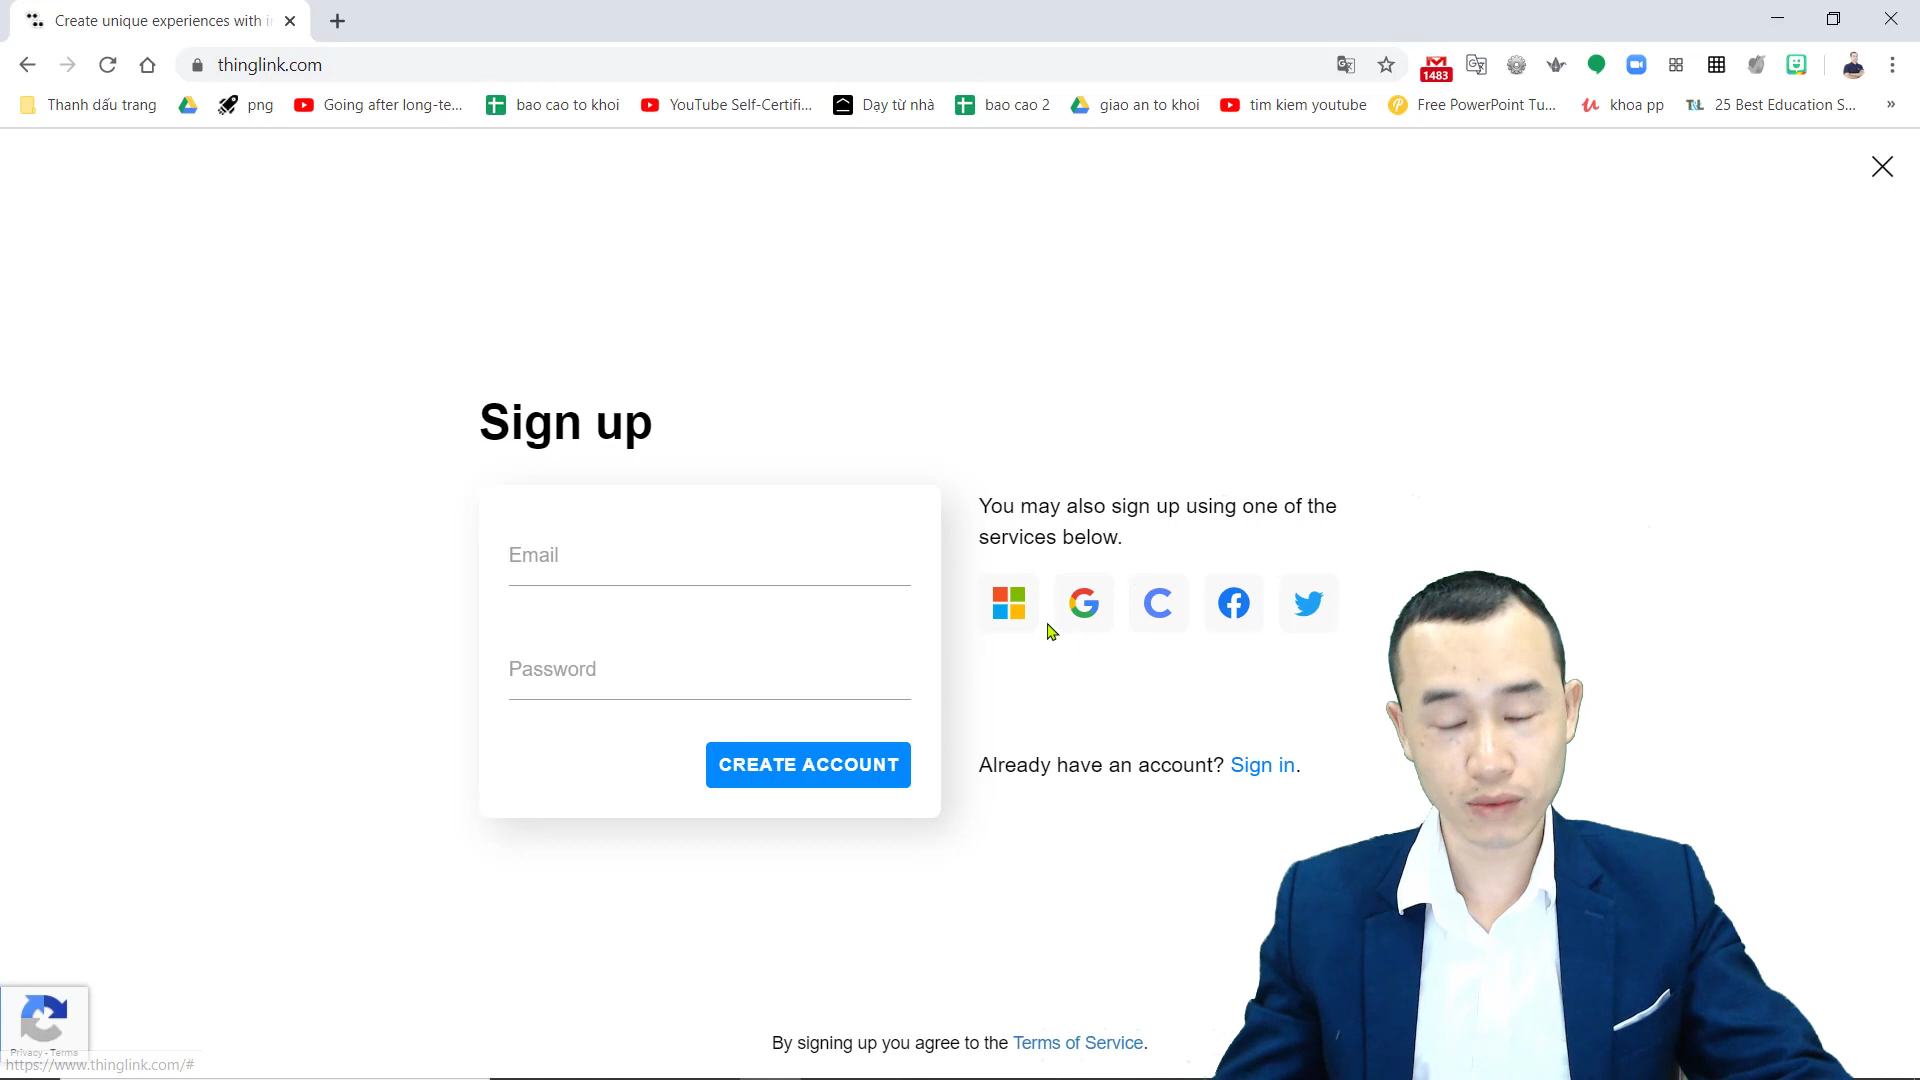 Create unique experiences with i
thinglink.com
1483
Thanh dấu trang
png
Going after long-te...
bao cao to khoi
YouTube Self-Certifi...
Dạy từ nhà
bao cao 2
giao an to khoi
tim kiem youtube
Free PowerPoint Tu...
khoa pp
25 Best Education S...
»
Sign up
Email
Password
CREATE ACCOUNT
You may also sign up using one of the
services below.
Already have an account? Sign in.
By signing up you agree to the Terms of Service.
Privacy - Terms
https://www.thinglink.com/#